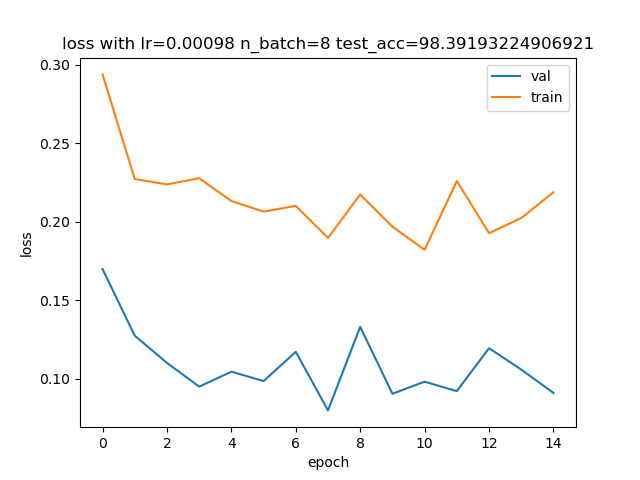 loss with lr=0.00098 n_batch=8 test_acc=98.39193224906921
val
train
0.30
0.25
0.20
0.15
0.10
loss
0 2 4 6 8 10 12 14
epoch